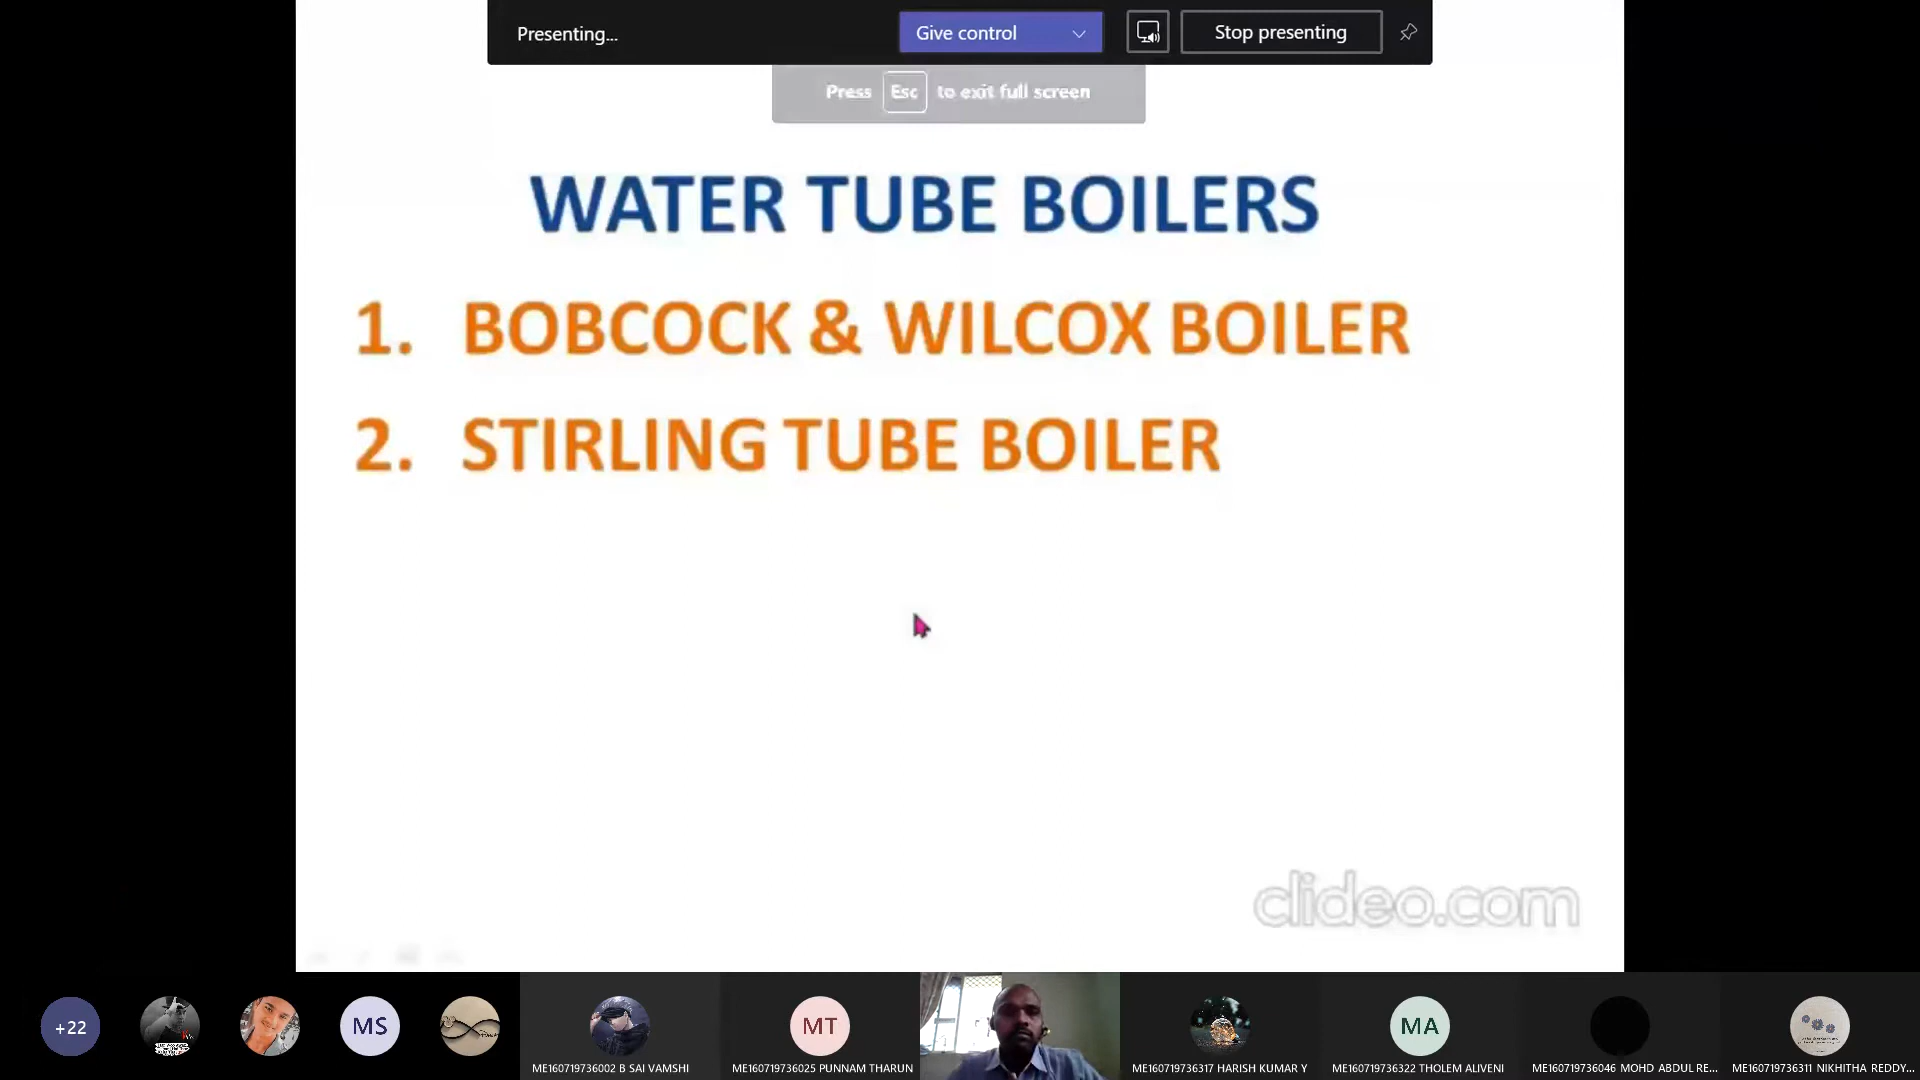 Presenting...
Give control
Stop presenting
Press Esc to exit full screen
WATER TUBE BOILERS
1. BOBCOCK & WILCOX BOILER
2. STIRLING TUBE BOILER
clideo.com
+22
MS
MT
MA
ME160719736002 B SAI VAMSHI
ME160719736025 PUNNAM THARUN
ME160719736317 HARISH KUMAR Y
ME160719736322 THOLEM ALIVENI
ME160719736046 MOHD ABDUL RE...
ME160719736311 NIKHITHA REDDY...